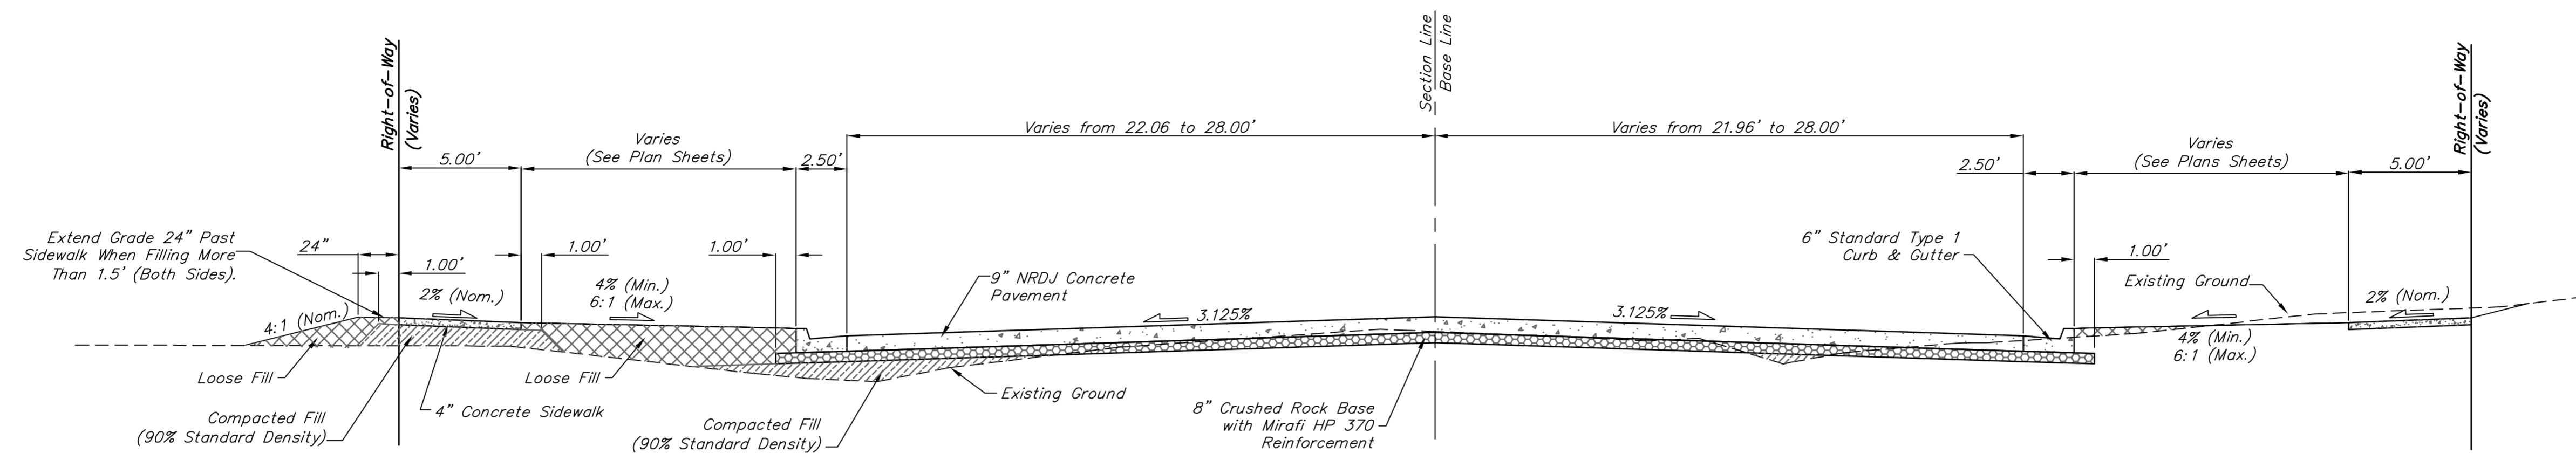 Right-of-Way
(Varies)
5.00'
Varies
(See Plan Sheets)
2.50'
Varies from 22.06 to 28.00'
Section Line
Base Line
Varies from 21.96' to 28.00'
2.50'
Varies
(See Plans Sheets)
5.00'
Right-of-Way
(Varies)
Extend Grade 24" Past
Sidewalk When Filling More
Than 1.5' (Both Sides).
24"
1.00'
1.00'
1.00'
4:1 (Nom.)
2% (Nom.)
4% (Min.)
6:1 (Max.)
9" NRDJ Concrete
Pavement
3.125%
3.125%
6" Standard Type 1
Curb & Gutter
1.00'
Existing Ground
2% (Nom.)
4% (Min.)
6:1 (Max.)
Loose Fill
Compacted Fill
(90% Standard Density)
4" Concrete Sidewalk
Loose Fill
Compacted Fill
(90% Standard Density)
Existing Ground
8" Crushed Rock Base
with Mirafi HP 370
Reinforcement